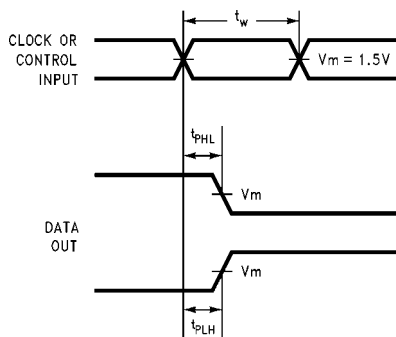 t_w
CLOCK OR
CONTROL
INPUT
Vm = 1.5V
t_PHL
Vm
DATA
OUT
Vm
t_PLH